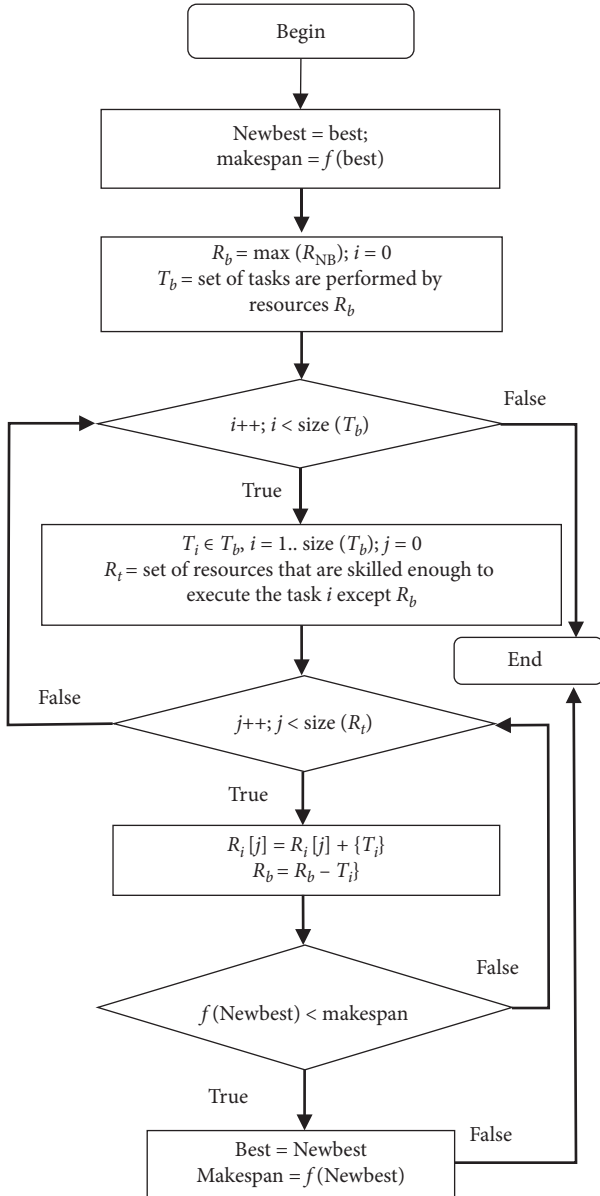 Begin
Newbest = best;
makespan = f (best)
R_b = max (R_NB); i = 0
T_b = set of tasks are performed by
resources R_b
i++; i < size (T_b)
False
True
T_i ∈ T_b, i = 1.. size (T_b); j = 0
R_t = set of resources that are skilled enough to
execute the task i except R_b
End
False
j++; j < size (R_t)
True
R_i [j] = R_i [j] + {T_i}
R_b = R_b – T_i}
False
f (Newbest) < makespan
True
Best = Newbest
Makespan = f (Newbest)
False